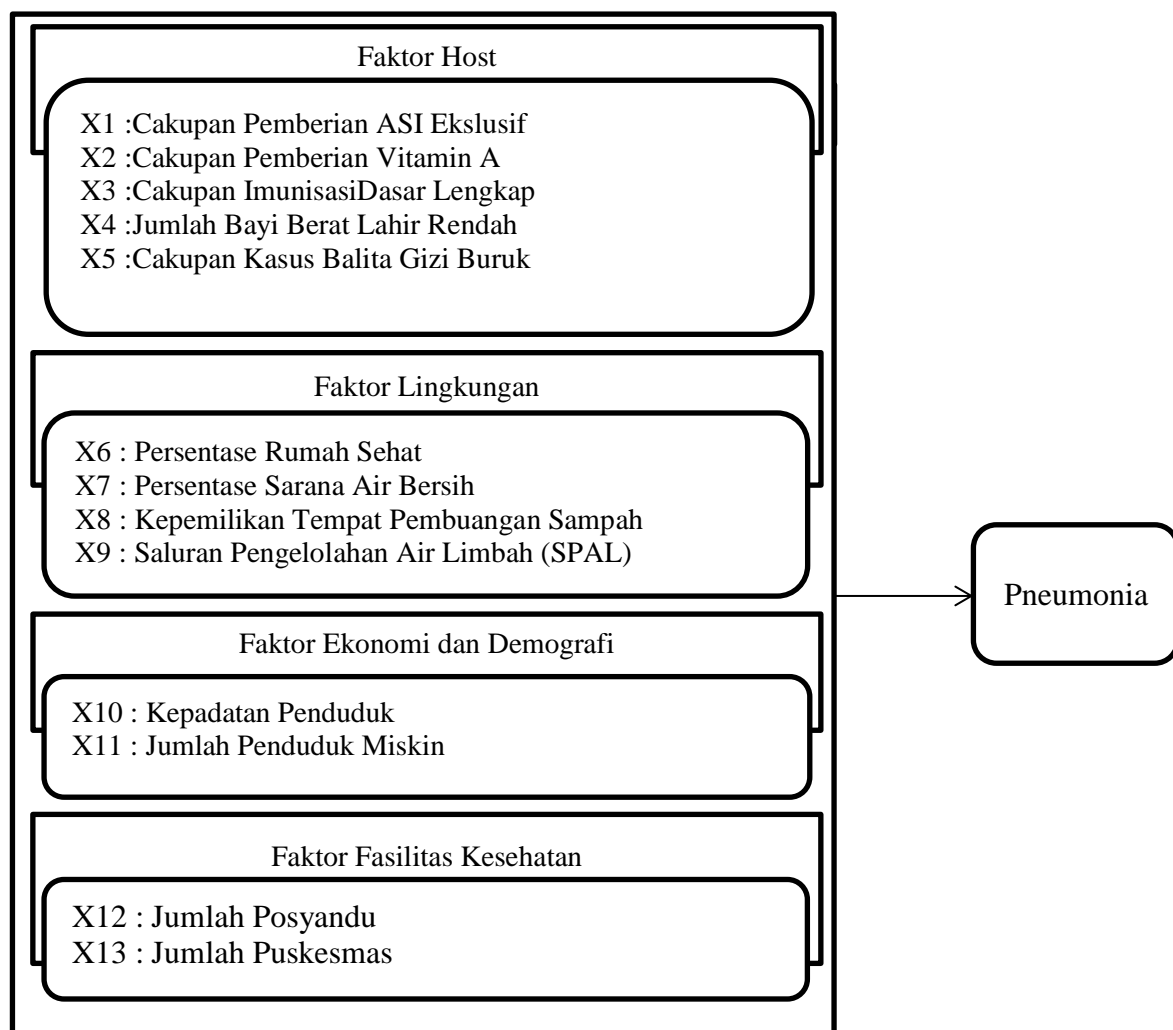 Faktor Host
X1 :Cakupan Pemberian ASI Ekslusif
X2 :Cakupan Pemberian Vitamin A
X3 :Cakupan ImunisasiDasar Lengkap
X4 :Jumlah Bayi Berat Lahir Rendah
X5 :Cakupan Kasus Balita Gizi Buruk
Faktor Lingkungan
X6 : Persentase Rumah Sehat
X7 : Persentase Sarana Air Bersih
X8 : Kepemilikan Tempat Pembuangan Sampah
X9 : Saluran Pengelolahan Air Limbah (SPAL)
Faktor Ekonomi dan Demografi
X10 : Kepadatan Penduduk
X11 : Jumlah Penduduk Miskin
Faktor Fasilitas Kesehatan
X12 : Jumlah Posyandu
X13 : Jumlah Puskesmas
Pneumonia